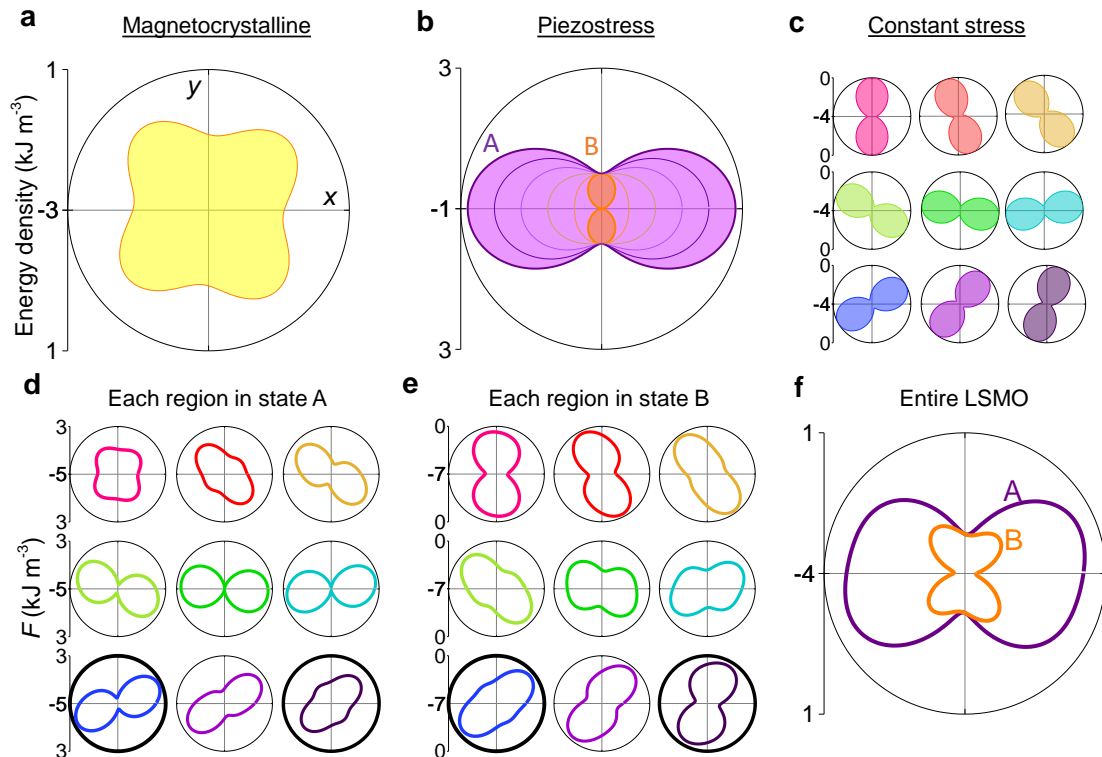 a
Magnetocrystalline
b
Piezostress
c
Constant stress
Energy density (kJ m-3)
1
-3
1
y
x
3
-1
3
A
B
0
-4
0
0
-4
0
0
-4
0
d
Each region in state A
e
Each region in state B
f
Entire LSMO
F (kJ m-3)
3
-5
3
3
-5
3
3
-5
3
0
-7
0
0
-7
0
0
-7
0
1
-4
1
A
B